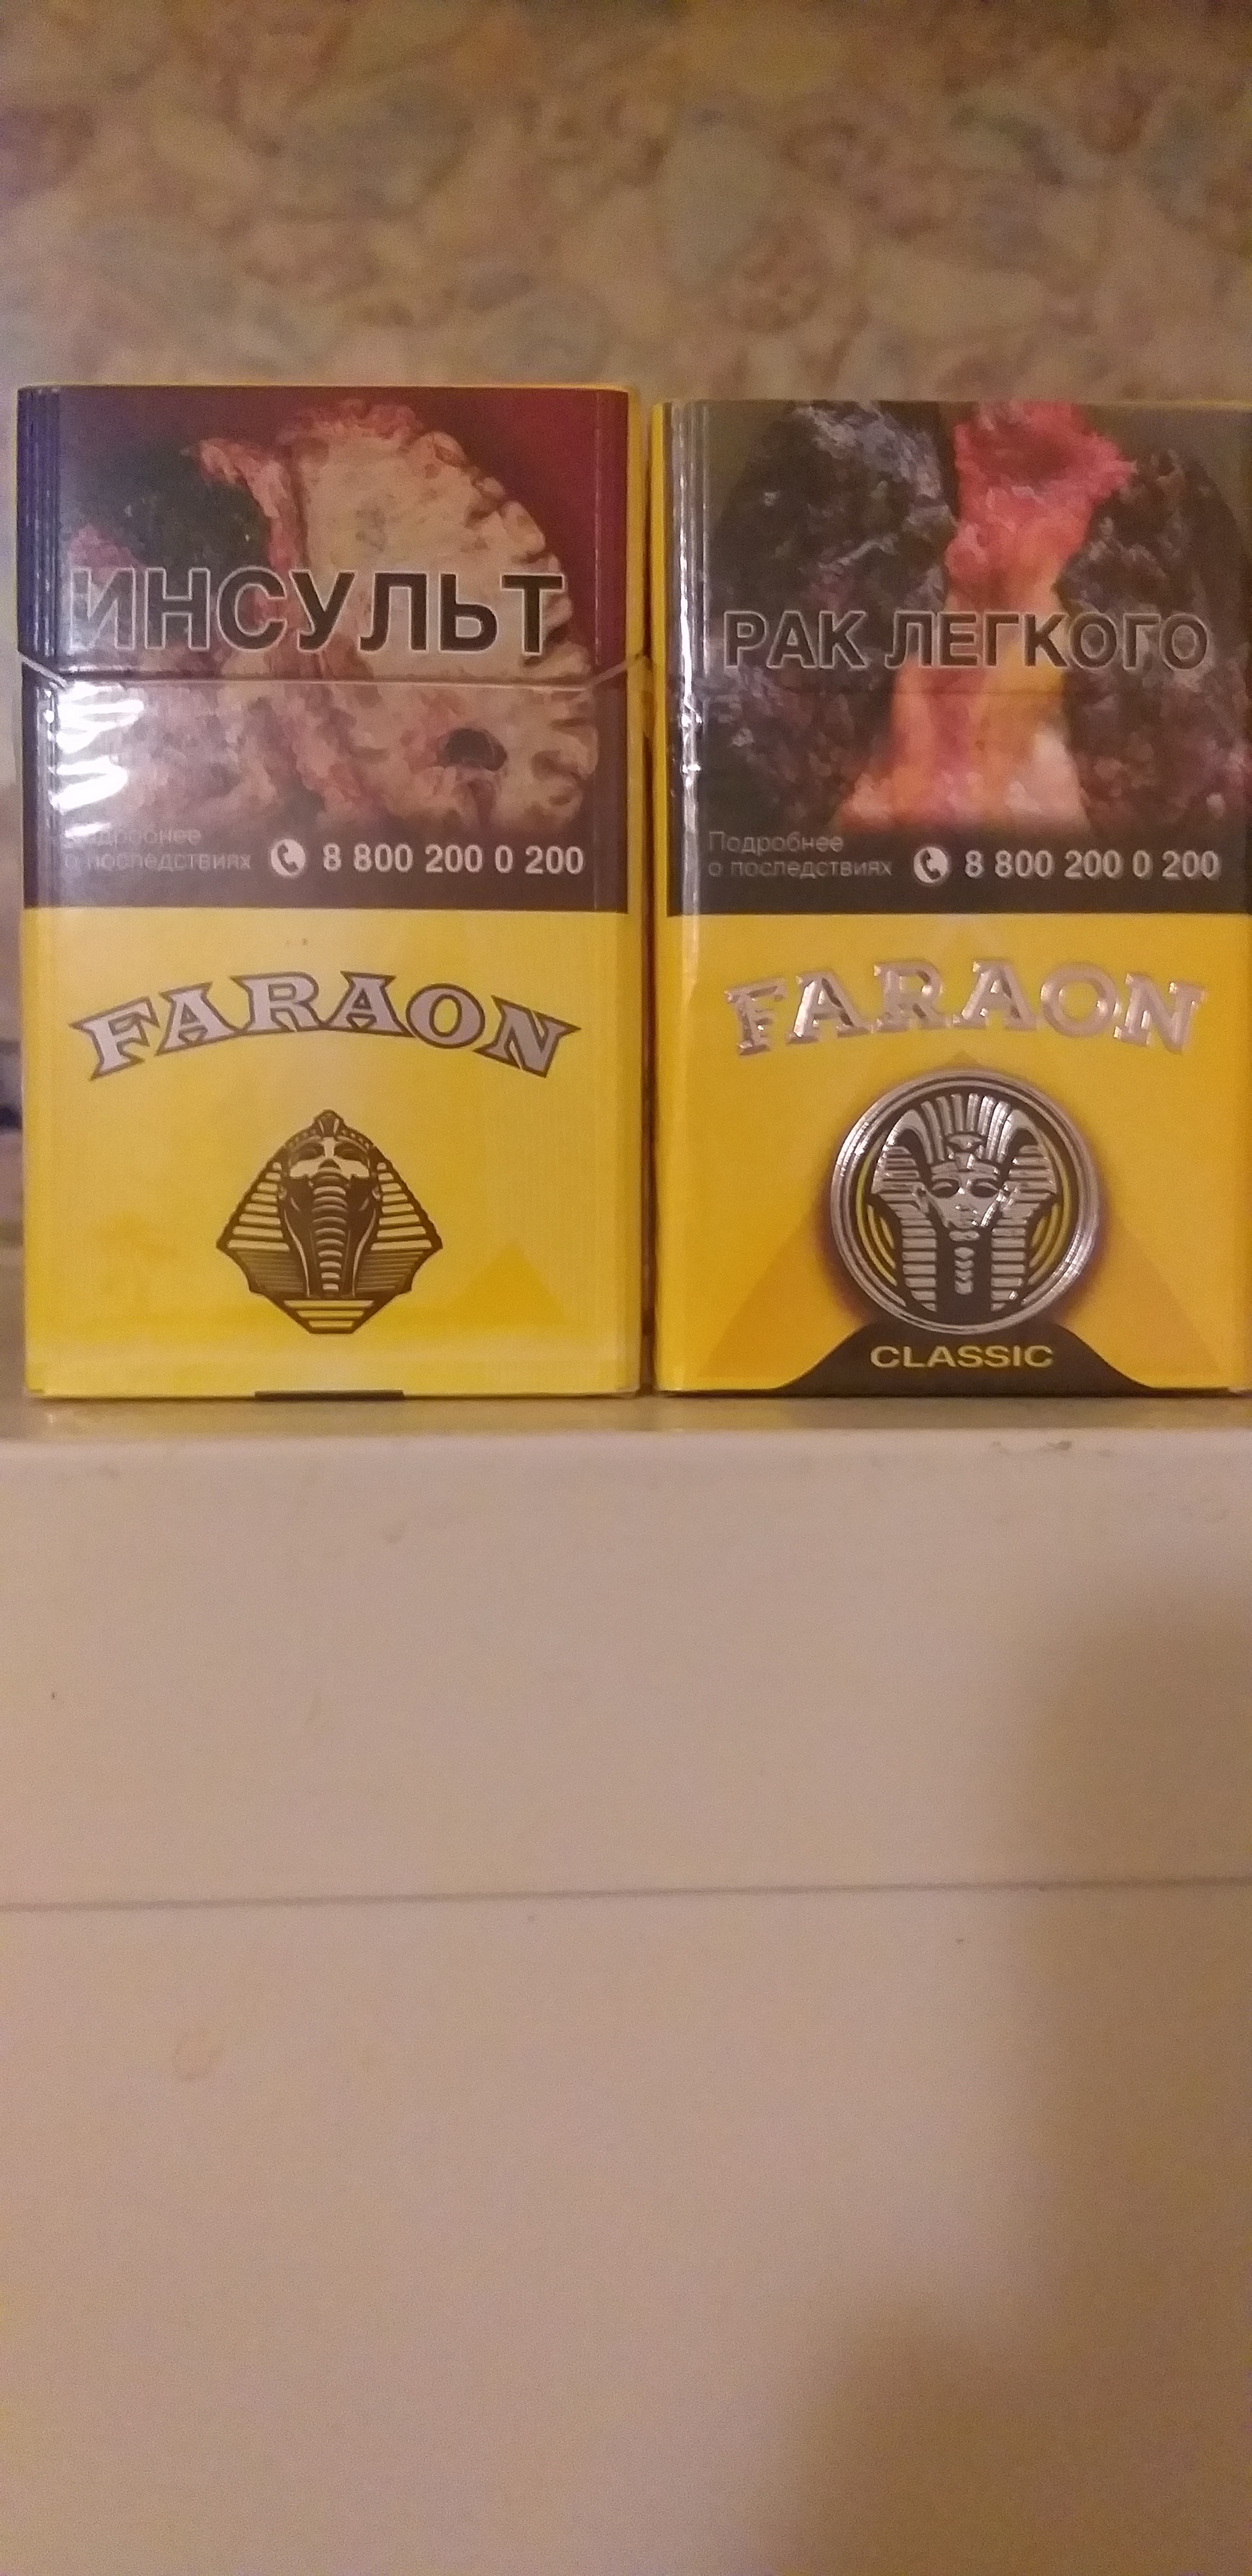 ИНСУЛЬТ
Подробнее
о последствиях
8 800 200 0 200
FARAON
РАК ЛЕГКОГО
Подробнее
о последствиях
8 800 200 0 200
FARAON
CLASSIC